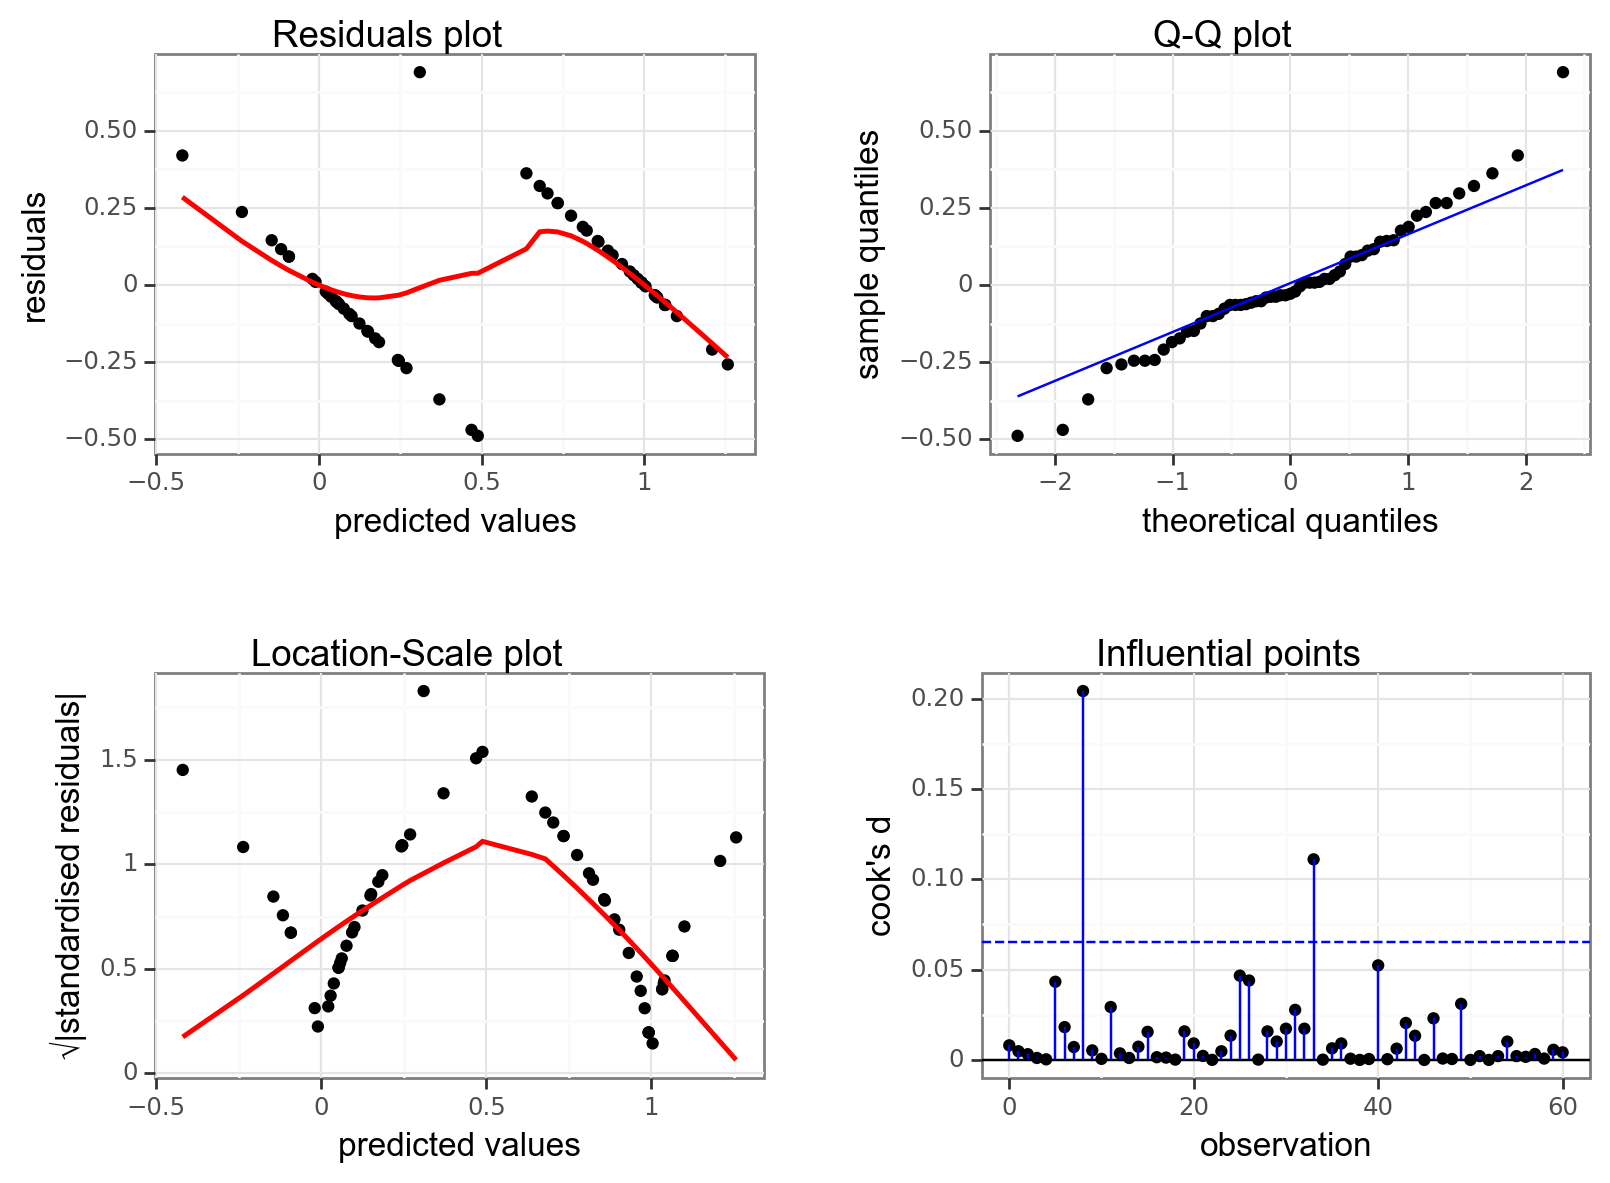 Residuals plot
0.50
0.25
0
−0.25
−0.50
residuals
−0.5 0 0.5 1
predicted values
Q-Q plot
0.50
0.25
0
−0.25
−0.50
sample quantiles
−2 −1 0 1 2
theoretical quantiles
Location-Scale plot
1.5
1
0.5
0
√|standardised residuals|
−0.5 0 0.5 1
predicted values
Influential points
0.20
0.15
0.10
0.05
0
cook's d
0 20 40 60
observation